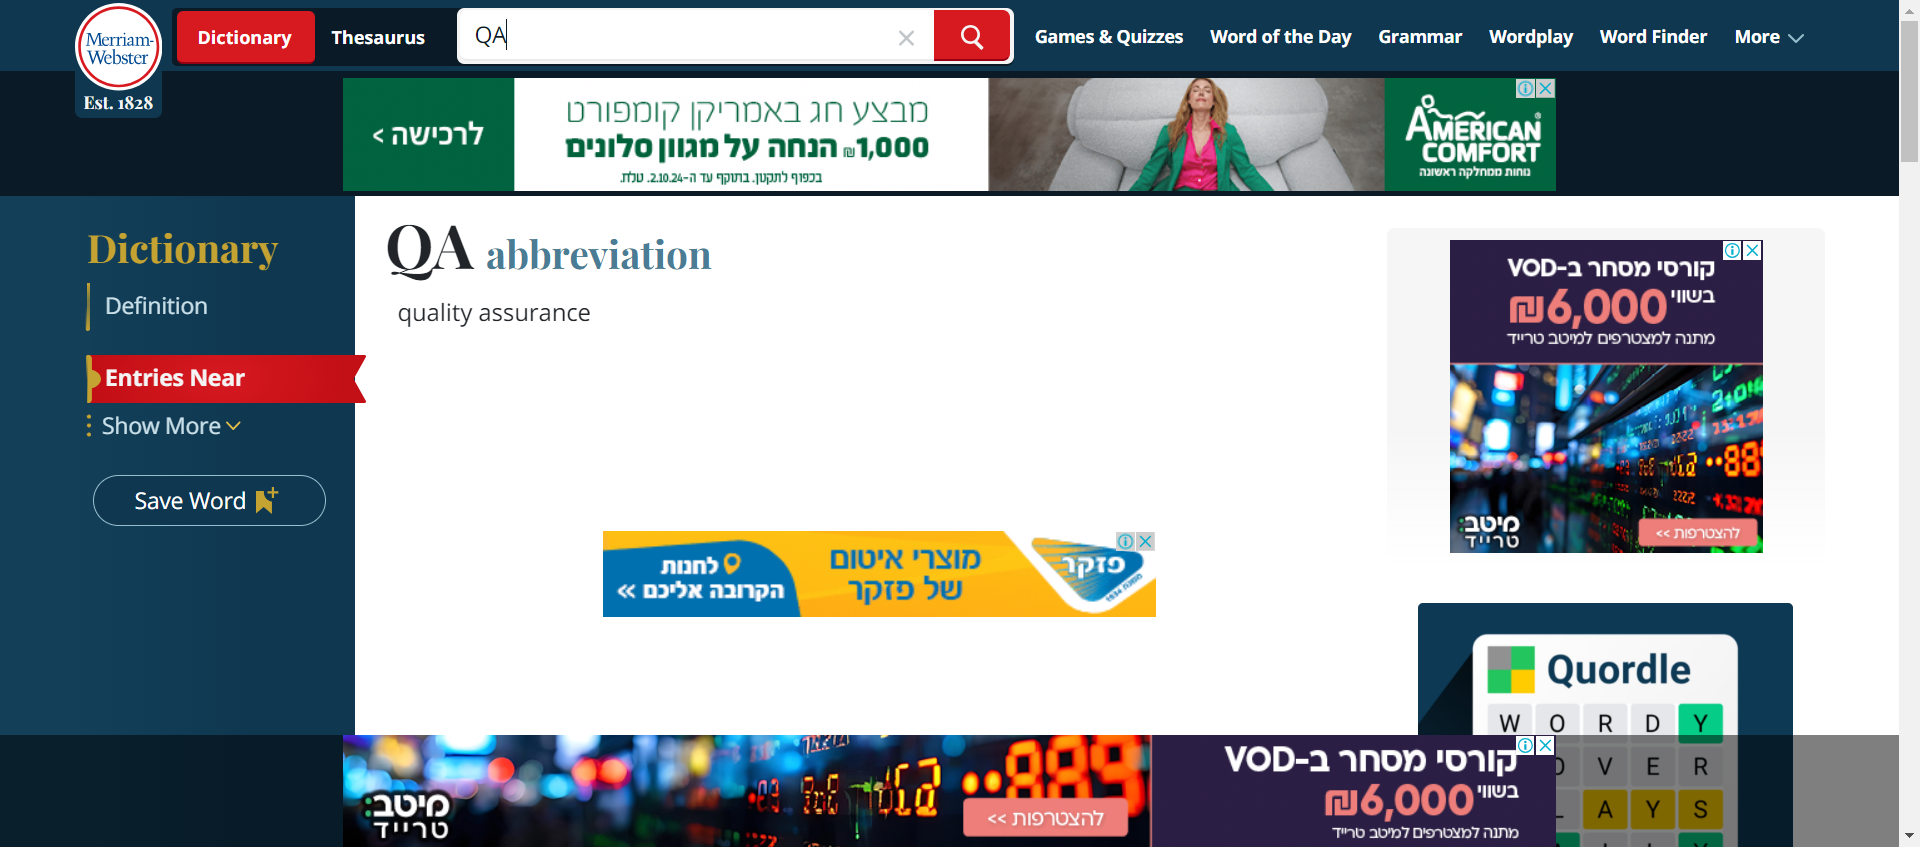 Merriam-
Webster
Est. 1828
Dictionary
Thesaurus
QA
Games & Quizzes
Word of the Day
Grammar
Wordplay
Word Finder
More
לרכישה >
מבצע חג באמריקן קומפורט
1,000₪ הנחה על מגוון סלונים
בכפוף לתקנון. בתוקף עד ה-2.10.24. ט.ל.ח.
AMERICAN
COMFORT
נוחות ממחלקה ראשונה
Dictionary
Definition
Entries Near
Show More
Save Word
QA abbreviation
quality assurance
קורסי מסחר ב-VOD
בשווי 6,000₪
מתנה למצטרפים למיטב טרייד
מיטב:
טרייד
להצטרפות >>
לחנות
הקרובה אליכם >>
מוצרי איטום
של פזקר
פזקר
Quordle
W O R D Y
O V E R
L A Y S
מיטב:
טרייד
להצטרפות >>
קורסי מסחר ב-VOD
בשווי 6,000₪
מתנה למצטרפים למיטב טרייד